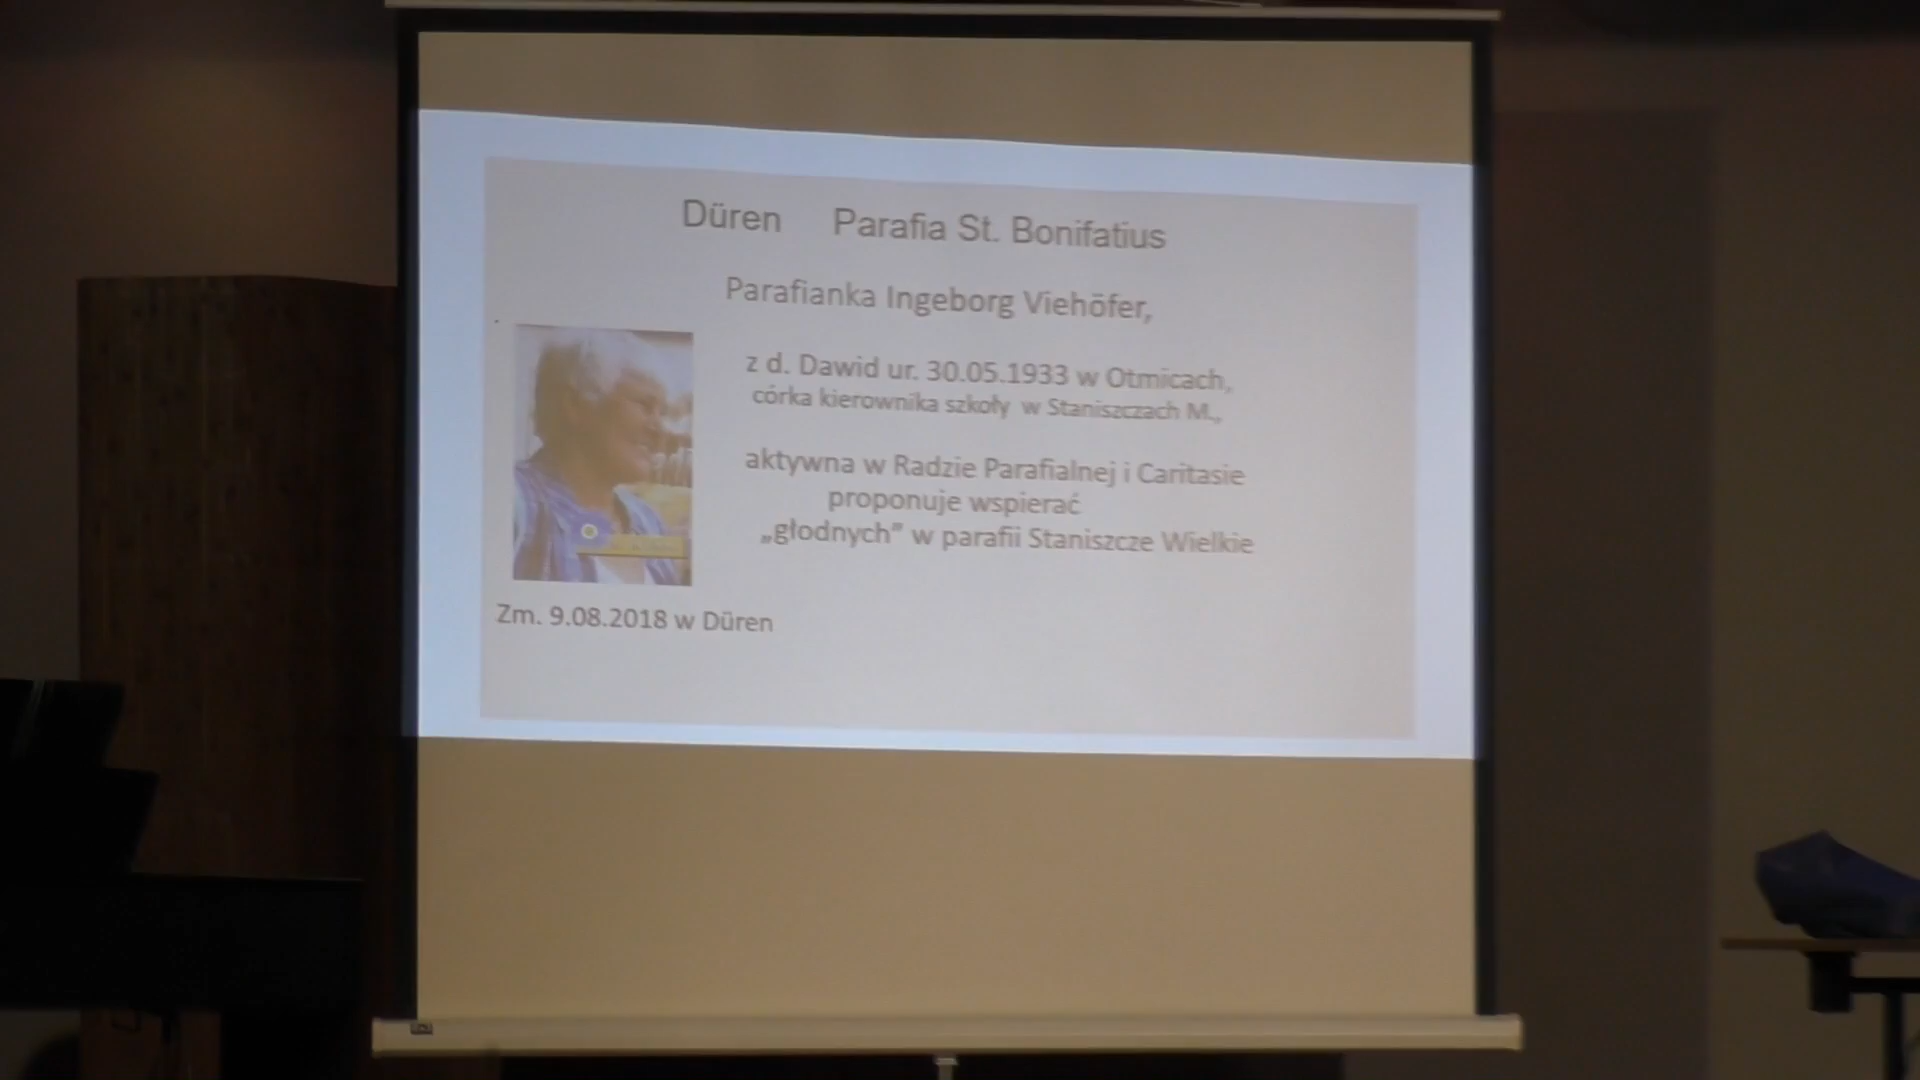 Düren Parafia St. Bonifatius
Parafianka Ingeborg Viehöfer,
z d. Dawid ur. 30.05.1933 w Otmicach,
córka kierownika szkoły w Staniszczach M.,
aktywna w Radzie Parafialnej i Caritasie
proponuje wspierać
„głodnych” w parafii Staniszcze Wielkie
Zm. 9.08.2018 w Düren